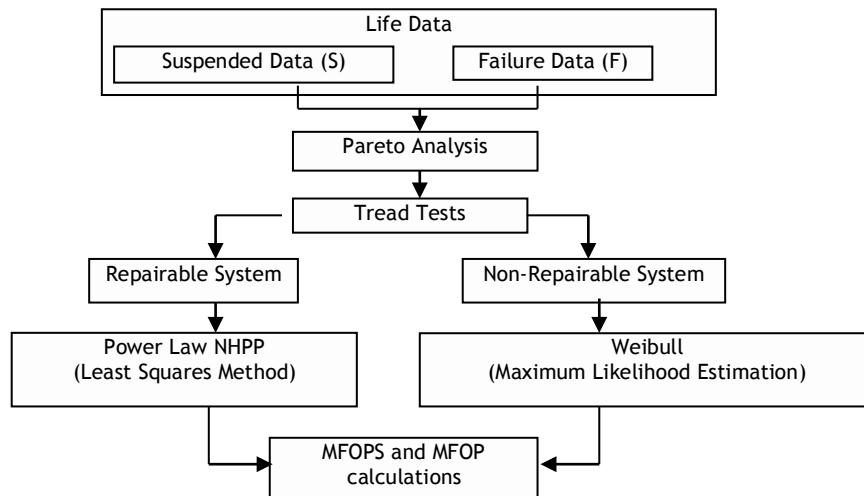 Life Data
Suspended Data (S)
Failure Data (F)
Pareto Analysis
Tread Tests
Repairable System
Non-Repairable System
Power Law NHPP
(Least Squares Method)
Weibull
(Maximum Likelihood Estimation)
MFOPS and MFOP
calculations